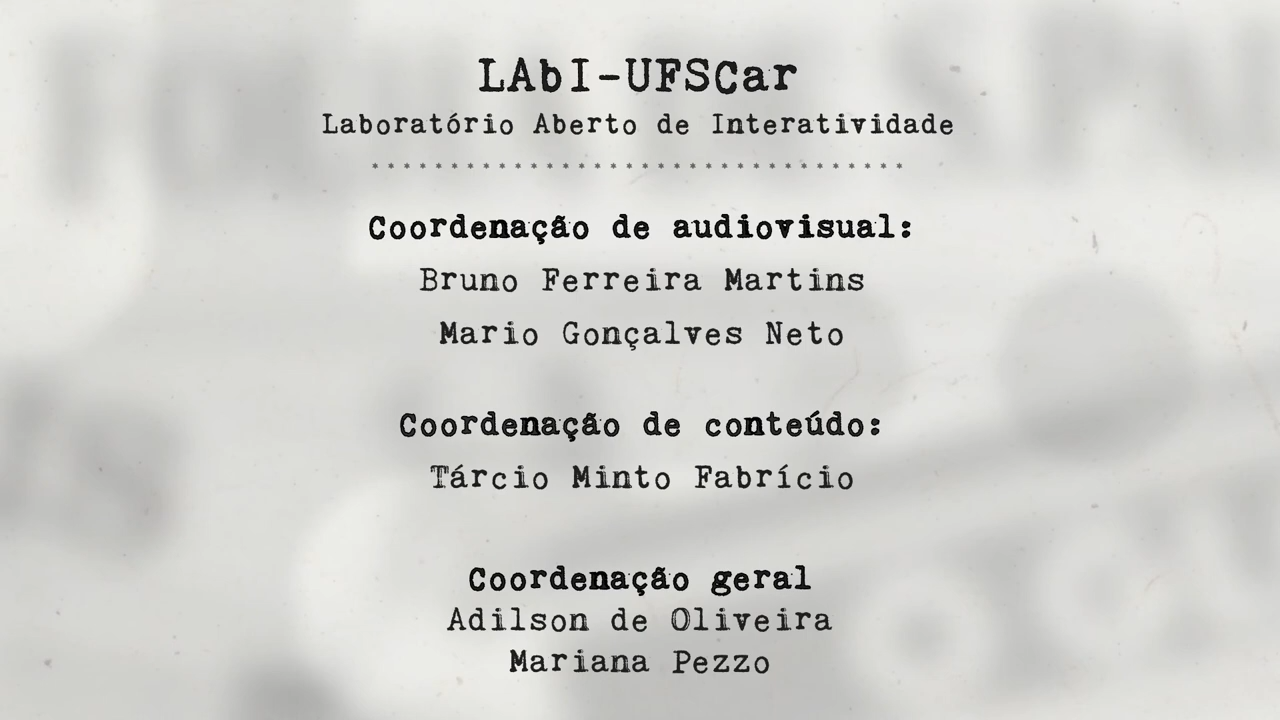 LAbI-UFSCar
Laboratório Aberto de Interatividade
**********************************
Coordenação de audiovisual:
Bruno Ferreira Martins
Mario Gonçalves Neto
Coordenação de conteúdo:
Tárcio Minto Fabrício
Coordenação geral
Adilson de Oliveira
Mariana Pezzo